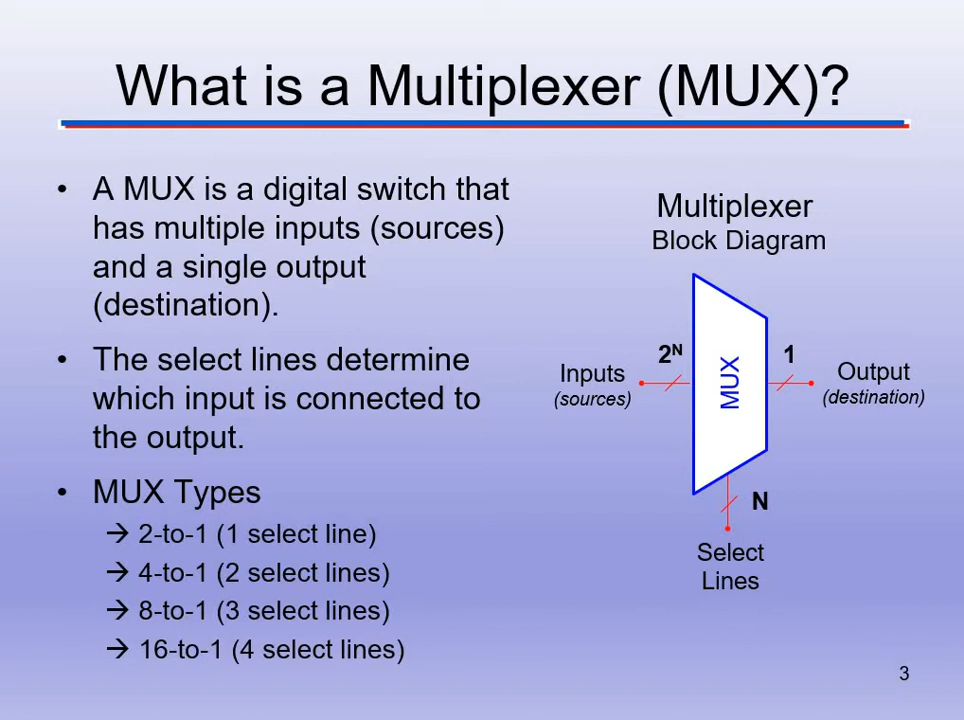 What is a Multiplexer (MUX)?
• A MUX is a digital switch that
has multiple inputs (sources)
and a single output
(destination).
• The select lines determine
which input is connected to
the output.
• MUX Types
→ 2-to-1 (1 select line)
→ 4-to-1 (2 select lines)
→ 8-to-1 (3 select lines)
→ 16-to-1 (4 select lines)
Multiplexer
Block Diagram
Inputs
(sources)
2ᴺ
MUX
1
Output
(destination)
N
Select
Lines
3